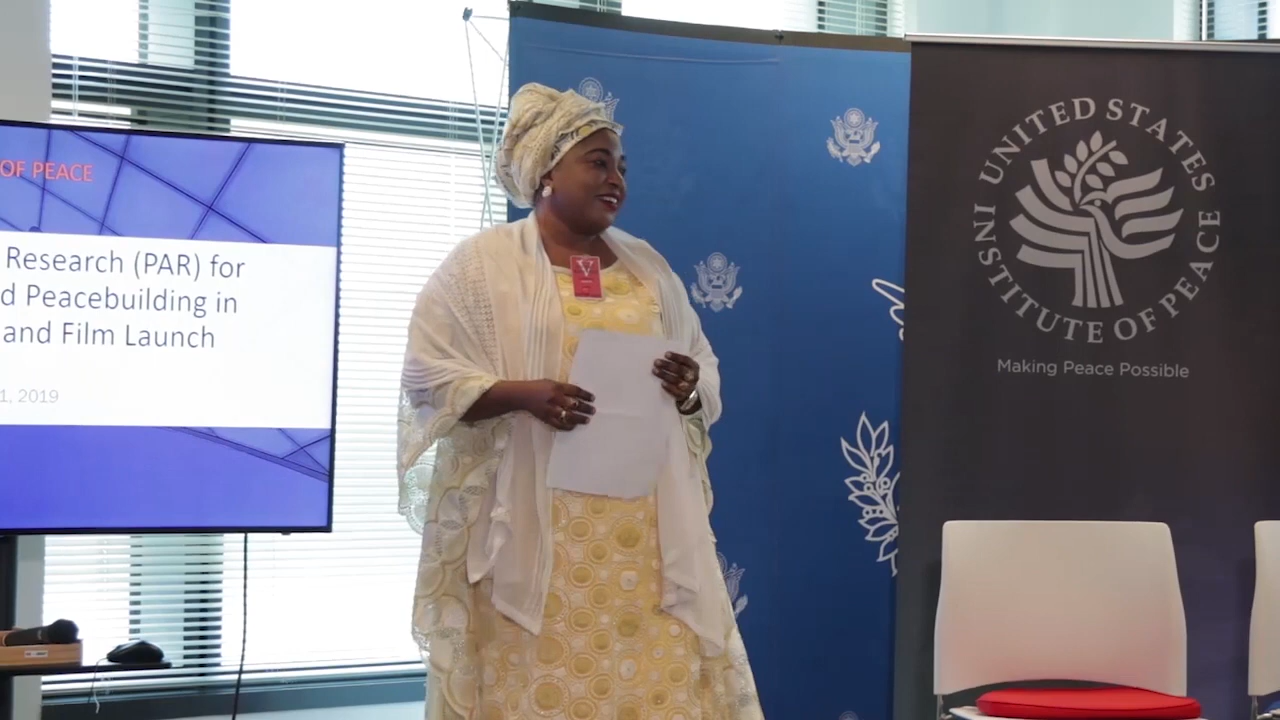 OF PEACE
Research (PAR) for
d Peacebuilding in
and Film Launch
1, 2019
V
UNITED STATES
INSTITUTE OF PEACE
Making Peace Possible